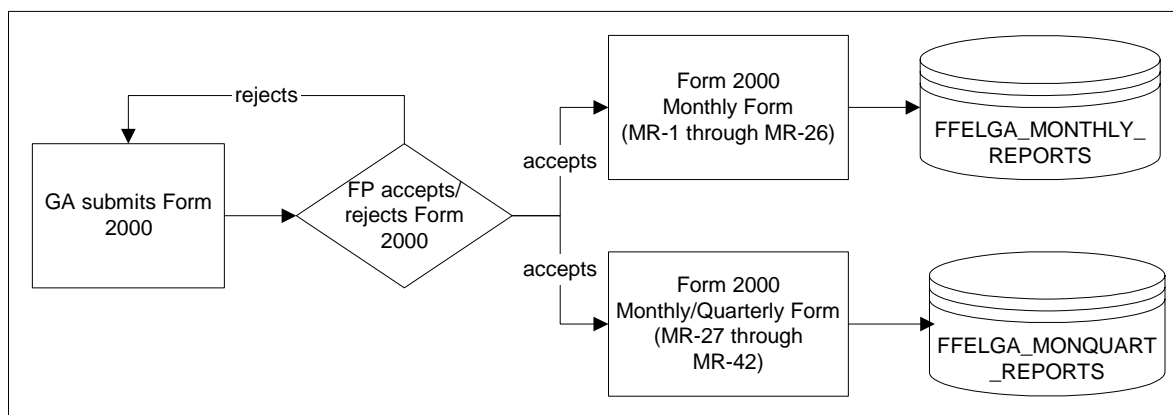 rejects
GA submits Form
2000
FP accepts/
rejects Form
2000
accepts
accepts
Form 2000
Monthly Form
(MR-1 through MR-26)
FFELGA_MONTHLY_
REPORTS
Form 2000
Monthly/Quarterly Form
(MR-27 through
MR-42)
FFELGA_MONQUART
_REPORTS